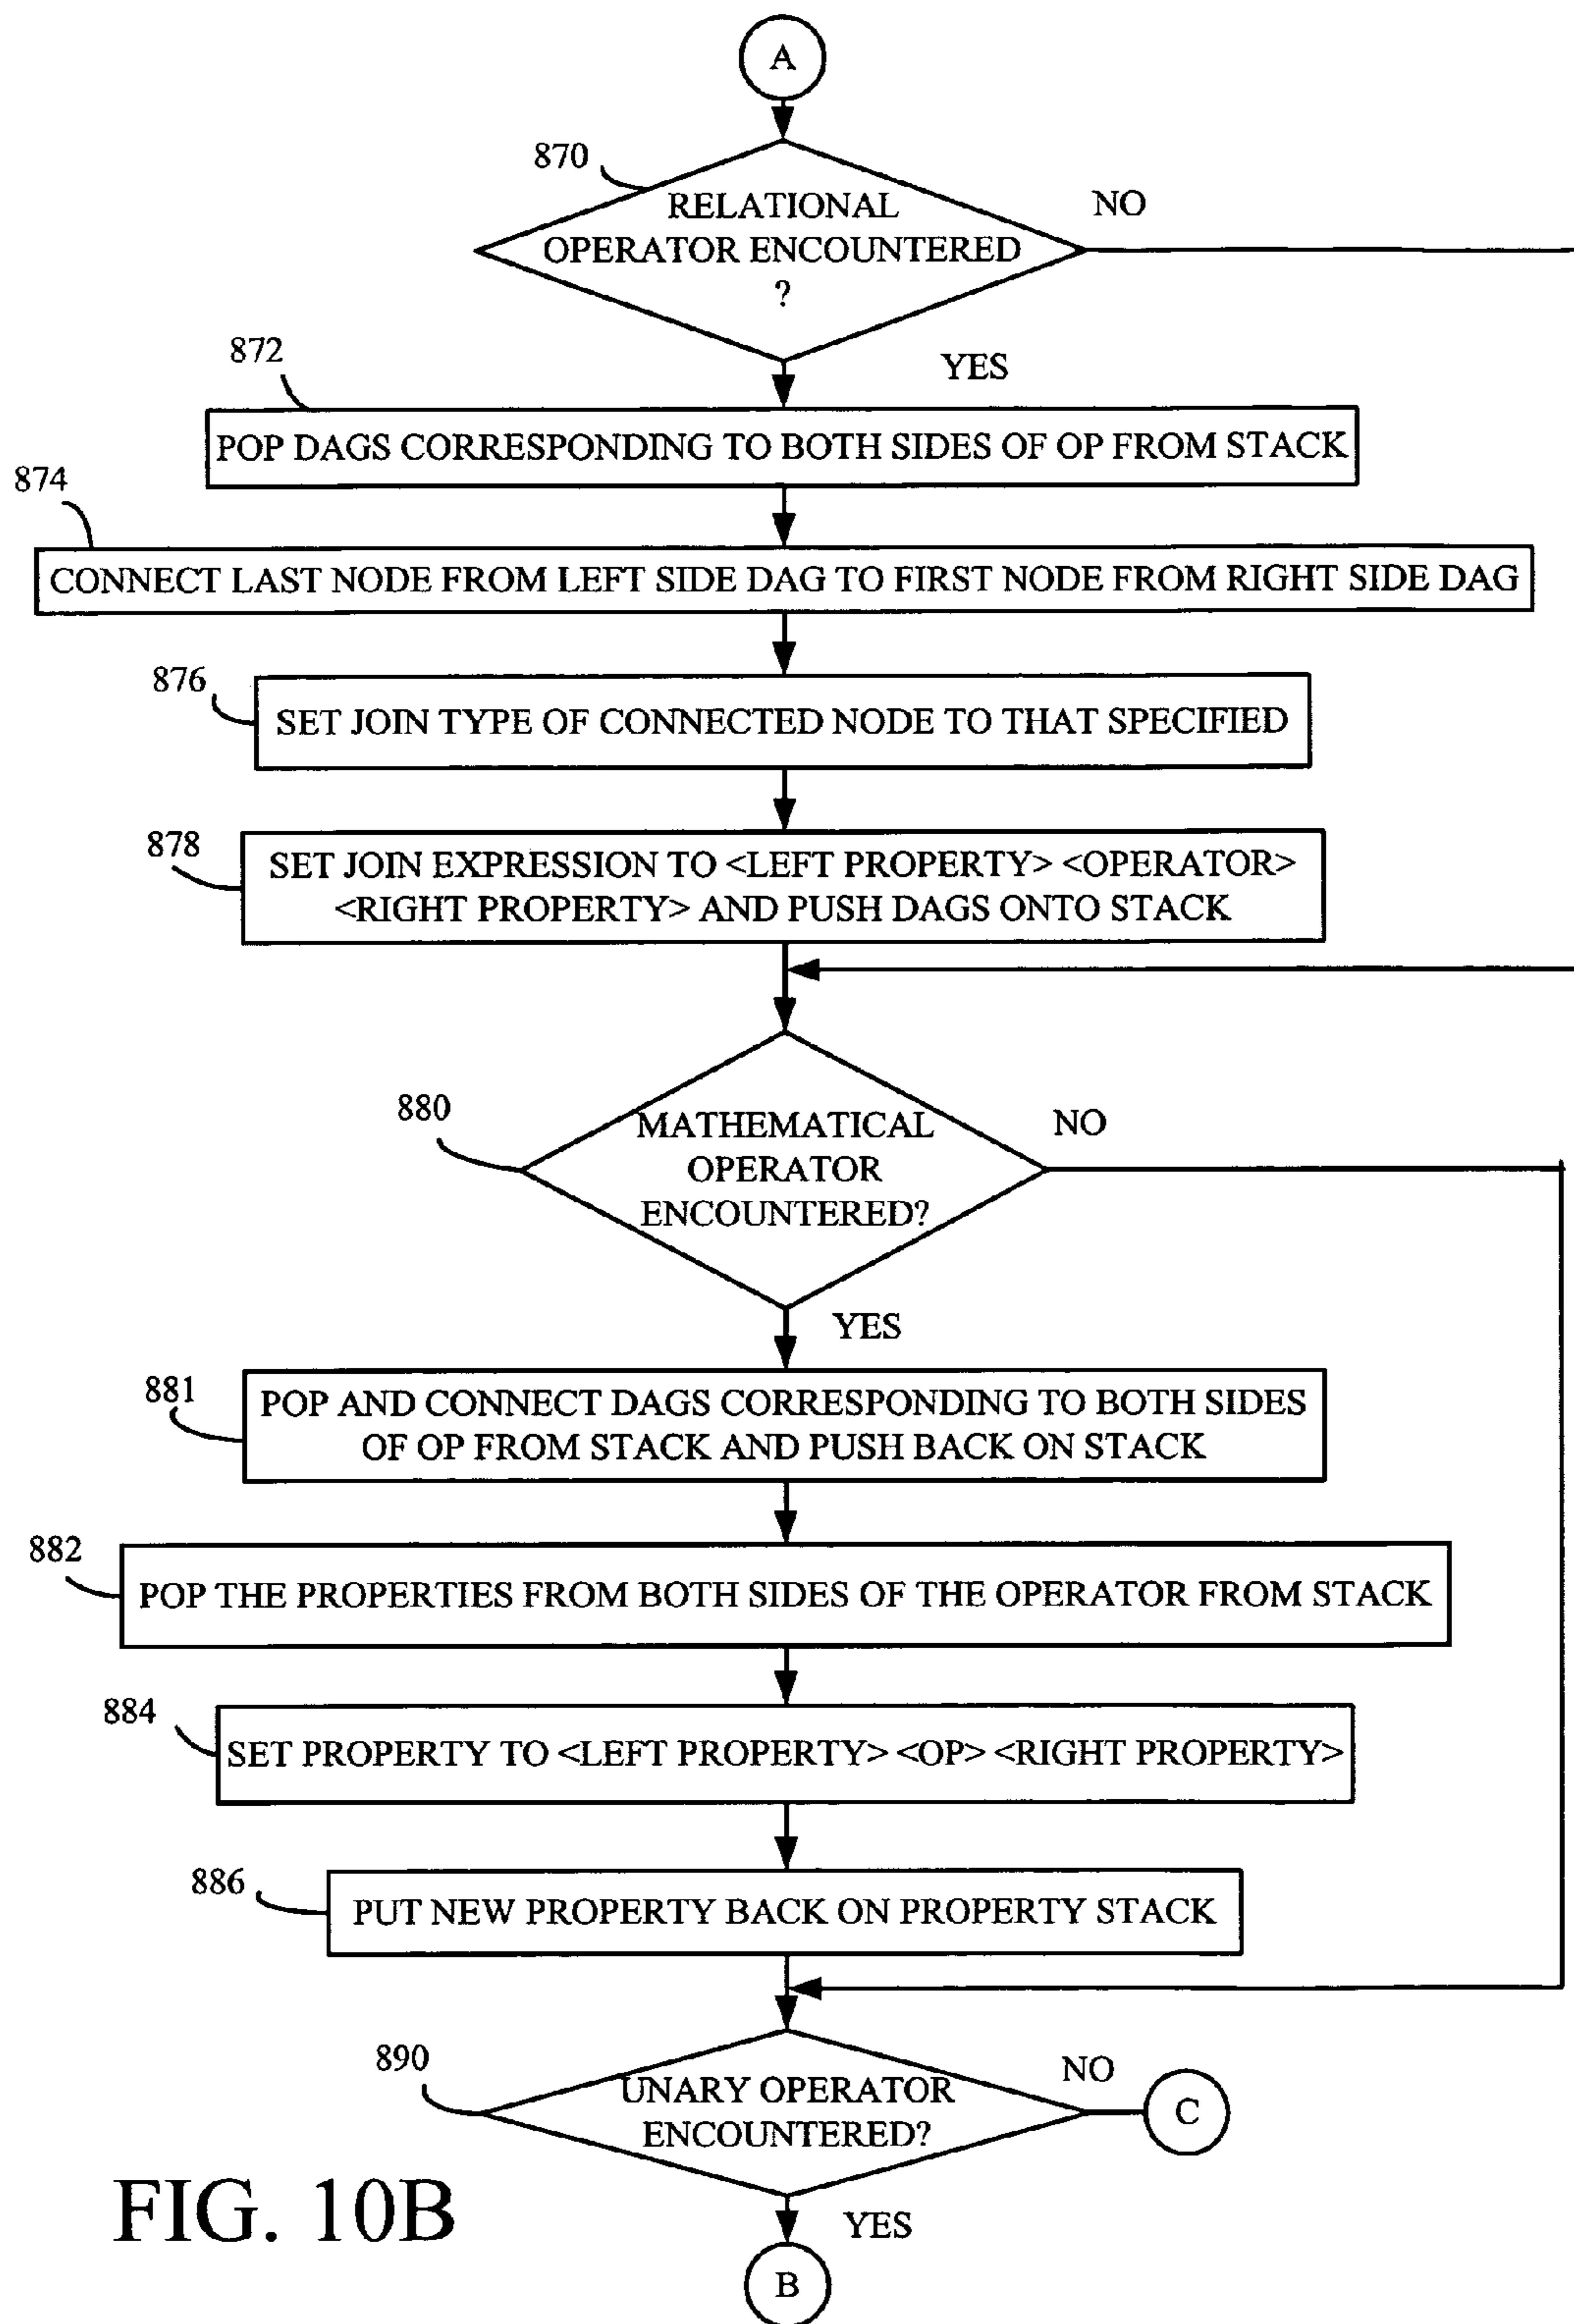 A
870
RELATIONAL
OPERATOR ENCOUNTERED
?
NO
YES
872
POP DAGS CORRESPONDING TO BOTH SIDES OF OP FROM STACK
874
CONNECT LAST NODE FROM LEFT SIDE DAG TO FIRST NODE FROM RIGHT SIDE DAG
876
SET JOIN TYPE OF CONNECTED NODE TO THAT SPECIFIED
878
SET JOIN EXPRESSION TO <LEFT PROPERTY> <OPERATOR>
<RIGHT PROPERTY> AND PUSH DAGS ONTO STACK
880
MATHEMATICAL
OPERATOR
ENCOUNTERED?
NO
YES
881
POP AND CONNECT DAGS CORRESPONDING TO BOTH SIDES
OF OP FROM STACK AND PUSH BACK ON STACK
882
POP THE PROPERTIES FROM BOTH SIDES OF THE OPERATOR FROM STACK
884
SET PROPERTY TO <LEFT PROPERTY> <OP> <RIGHT PROPERTY>
886
PUT NEW PROPERTY BACK ON PROPERTY STACK
890
UNARY OPERATOR
ENCOUNTERED?
NO
C
YES
B
FIG. 10B